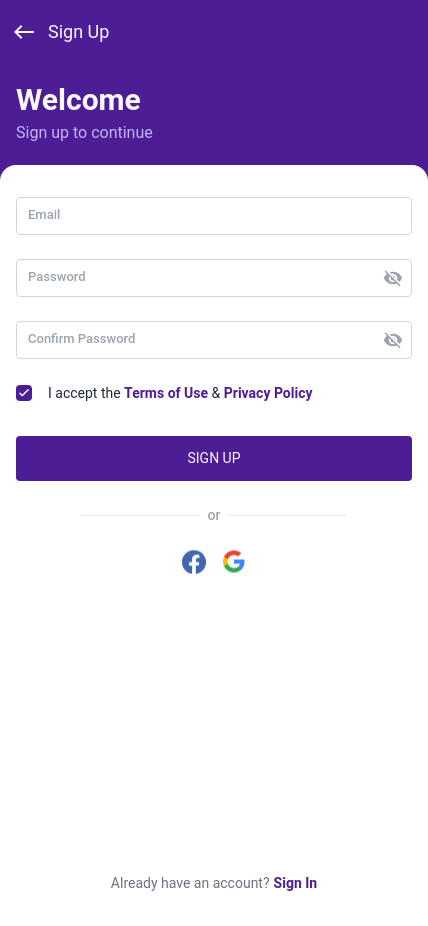 Sign Up
Welcome
Sign up to continue
Email
Password
Confirm Password
I accept the Terms of Use & Privacy Policy
SIGN UP
or
Already have an account? Sign In